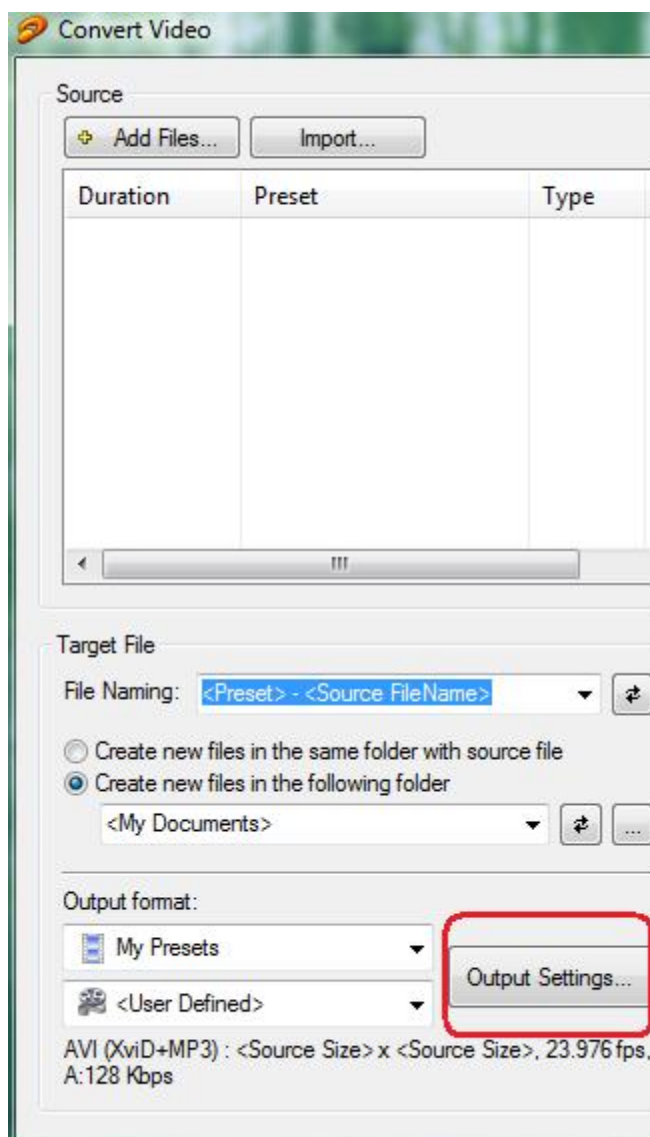 Convert Video
Source
Add Files... Import...
Duration Preset Type
Target File
File Naming: <Preset> - <Source FileName>
Create new files in the same folder with source file
Create new files in the following folder
<My Documents> ...
Output format:
My Presets
Output Settings...
<User Defined>
AVI (XviD+MP3) : <Source Size> x <Source Size>, 23.976 fps,
A:128 Kbps